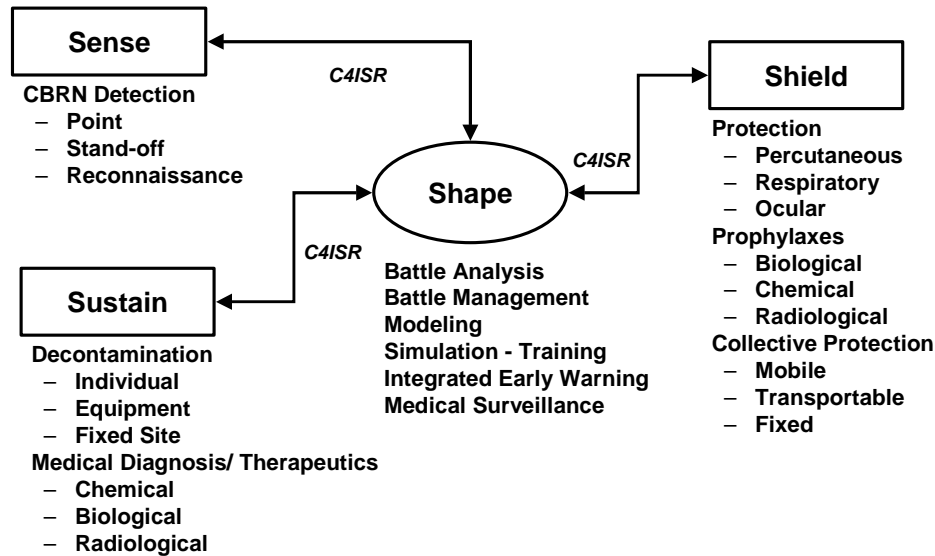 Sense
C4ISR
CBRN Detection
– Point
– Stand-off
– Reconnaissance
Shield
Protection
– Percutaneous
– Respiratory
– Ocular
Prophylaxes
– Biological
– Chemical
– Radiological
Collective Protection
– Mobile
– Transportable
– Fixed
C4ISR
Shape
Battle Analysis
Battle Management
Modeling
Simulation - Training
Integrated Early Warning
Medical Surveillance
C4ISR
Sustain
Decontamination
– Individual
– Equipment
– Fixed Site
Medical Diagnosis/ Therapeutics
– Chemical
– Biological
– Radiological